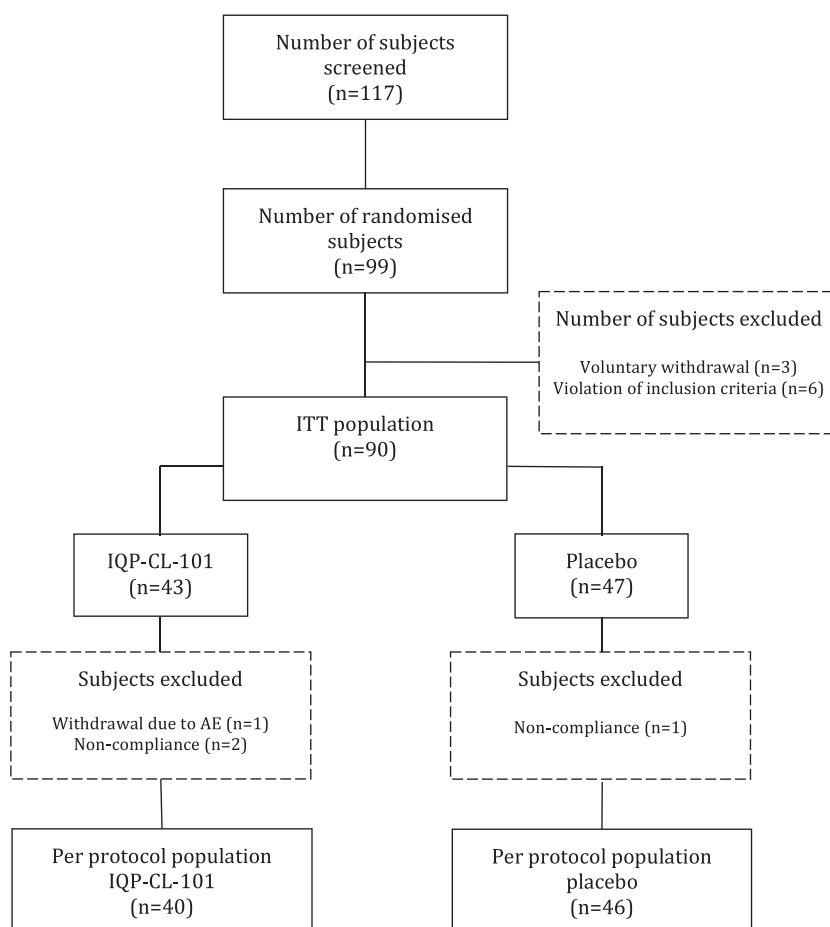 Number of subjects
screened
(n=117)
Number of randomised
subjects
(n=99)
Number of subjects excluded
Voluntary withdrawal (n=3)
Violation of inclusion criteria (n=6)
ITT population
(n=90)
IQP-CL-101
(n=43)
Placebo
(n=47)
Subjects excluded
Withdrawal due to AE (n=1)
Non-compliance (n=2)
Subjects excluded
Non-compliance (n=1)
Per protocol population
IQP-CL-101
(n=40)
Per protocol population
placebo
(n=46)